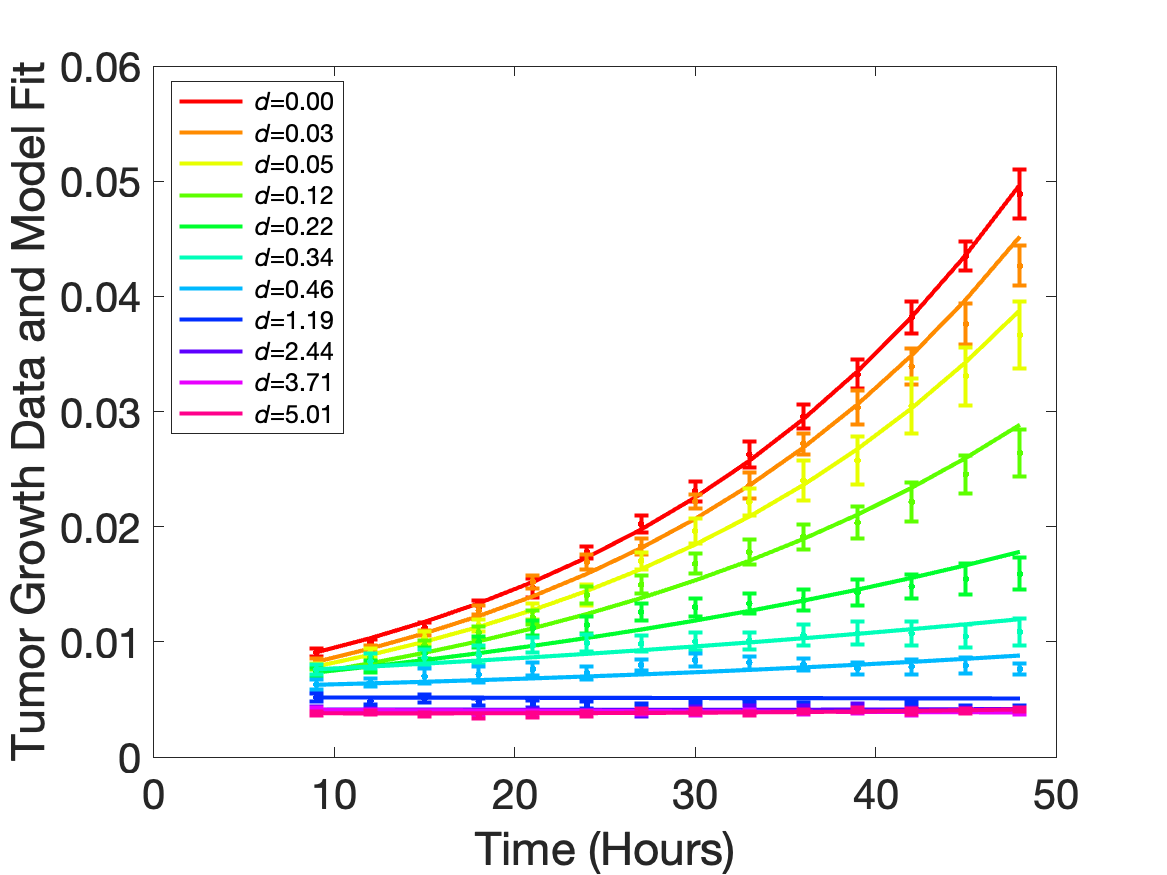 Tumor Growth Data and Model Fit
0.06
0.05
0.04
0.03
0.02
0.01
0
d=0.00
d=0.03
d=0.05
d=0.12
d=0.22
d=0.34
d=0.46
d=1.19
d=2.44
d=3.71
d=5.01
0 10 20 30 40 50
Time (Hours)